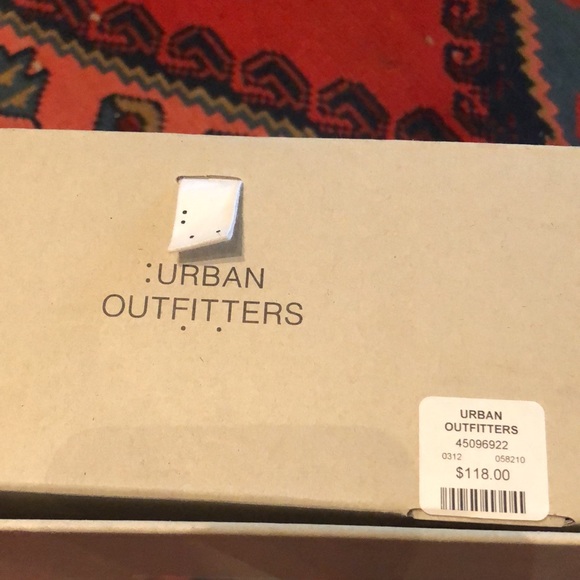 :URBAN
OUTFITTERS
URBAN
OUTFITTERS
45096922
0312 058210
$118.00